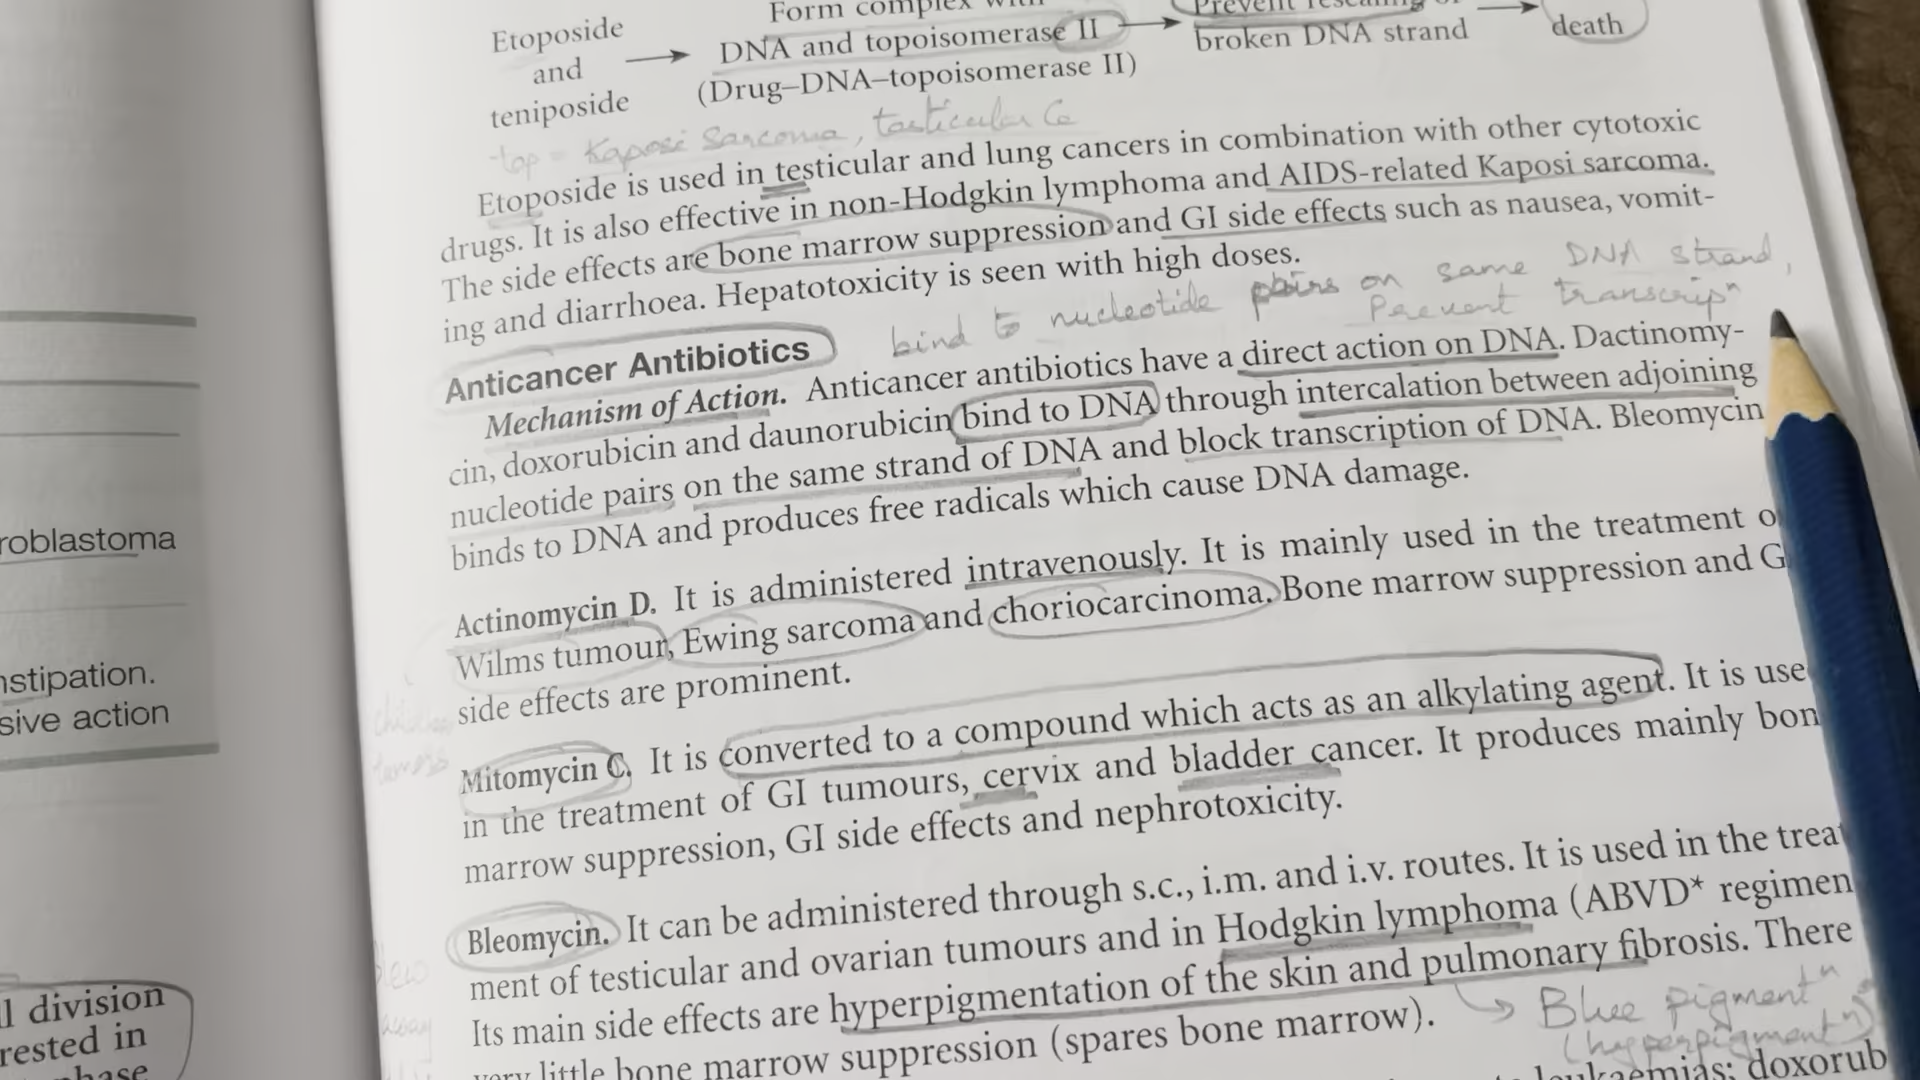 roblastoma
nstipation.
sive action
l division
rested in
phase
Etoposide
and
teniposide
Form complex with
DNA and topoisomerase II
(Drug–DNA–topoisomerase II)
Prevent resealing of
broken DNA strand
death
-top = Kaposi Sarcoma, testicular Ca
Etoposide is used in testicular and lung cancers in combination with other cytotoxic
drugs. It is also effective in non-Hodgkin lymphoma and AIDS-related Kaposi sarcoma.
The side effects are bone marrow suppression and GI side effects such as nausea, vomit-
ing and diarrhoea. Hepatotoxicity is seen with high doses.
bind to nucleotide pairs on same DNA strand,
Prevent transcripⁿ
Anticancer Antibiotics
Mechanism of Action. Anticancer antibiotics have a direct action on DNA. Dactinomy-
cin, doxorubicin and daunorubicin bind to DNA through intercalation between adjoining
nucleotide pairs on the same strand of DNA and block transcription of DNA. Bleomycin
binds to DNA and produces free radicals which cause DNA damage.
Actinomycin D. It is administered intravenously. It is mainly used in the treatment o
Wilms tumour, Ewing sarcoma and choriocarcinoma. Bone marrow suppression and G
side effects are prominent.
Mitomycin C. It is converted to a compound which acts as an alkylating agent. It is use
in the treatment of GI tumours, cervix and bladder cancer. It produces mainly bon
marrow suppression, GI side effects and nephrotoxicity.
Bleomycin. It can be administered through s.c., i.m. and i.v. routes. It is used in the treat
ment of testicular and ovarian tumours and in Hodgkin lymphoma (ABVD* regimen
Its main side effects are hyperpigmentation of the skin and pulmonary fibrosis. There
very little bone marrow suppression (spares bone marrow).
Blue pigmentⁿ
(hyperpigmentⁿ)
leukaemias; doxorub